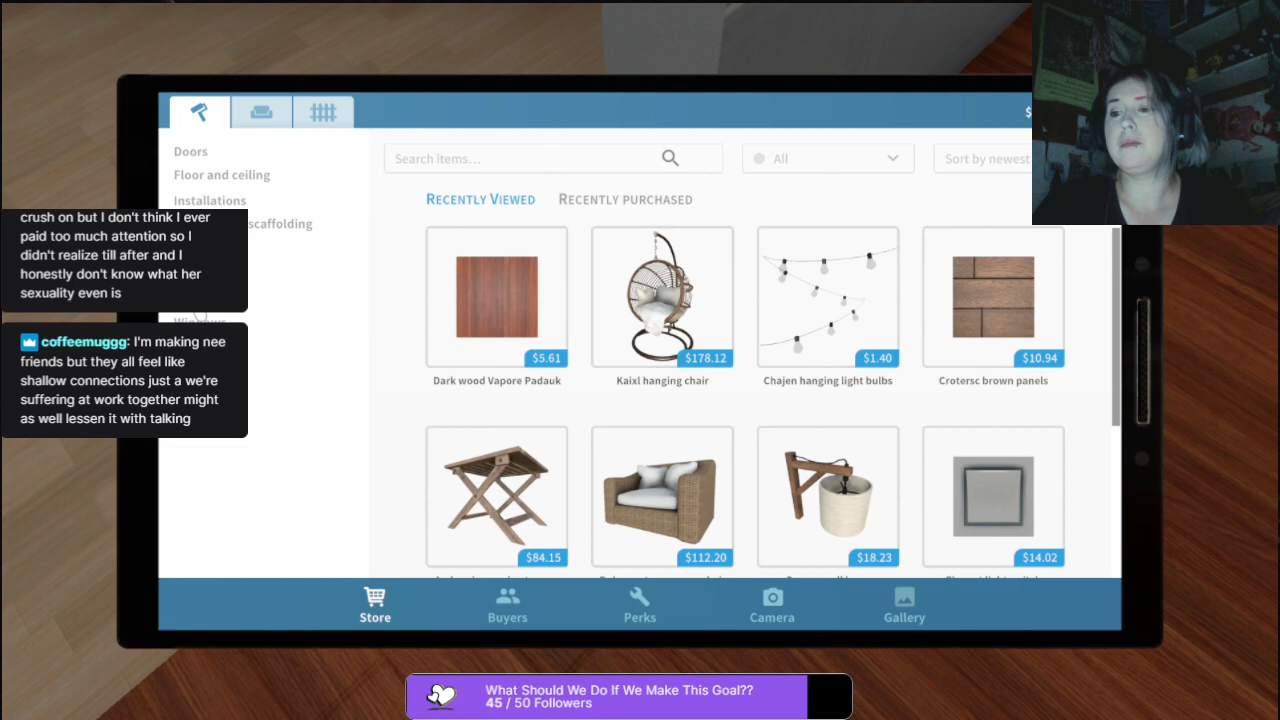 $
Doors
Floor and ceiling
Installations
scaffolding
Windows
Search items...
All
Sort by newest
RECENTLY VIEWED
RECENTLY PURCHASED
$5.61
$178.12
$1.40
$10.94
Dark wood Vapore Padauk
Kaixl hanging chair
Chajen hanging light bulbs
Crotersc brown panels
$84.15
$112.20
$18.23
$14.02
crush on but I don't think I ever
paid too much attention so I
didn't realize till after and I
honestly don't know what her
sexuality even is
coffeemuggg: I'm making nee
friends but they all feel like
shallow connections just a we're
suffering at work together might
as well lessen it with talking
Store
Buyers
Perks
Camera
Gallery
What Should We Do If We Make This Goal??
45 / 50 Followers